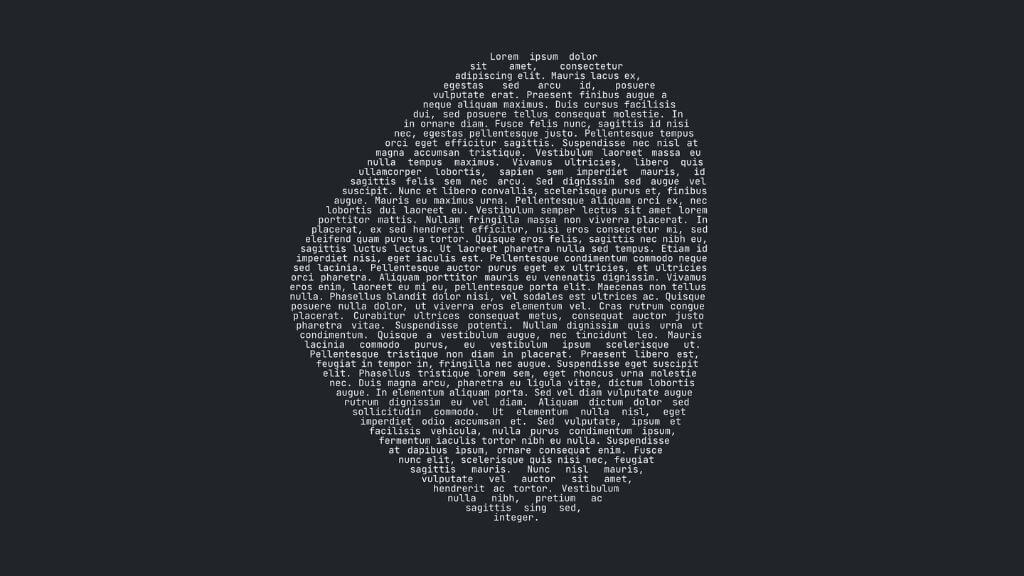 Lorem ipsum dolor
sit amet, consectetur
adipiscing elit. Mauris lacus ex,
egestas sed arcu id, posuere
vulputate erat. Praesent finibus augue a
neque aliquam maximus. Duis cursus facilisis
dui, sed posuere tellus consequat molestie. In
in ornare diam. Fusce felis nunc, sagittis id nisi
nec, egestas pellentesque justo. Pellentesque tempus
orci eget efficitur sagittis. Suspendisse nec nisl at
magna accumsan tristique. Vestibulum laoreet massa eu
nulla tempus maximus. Vivamus ultricies, libero quis
ullamcorper lobortis, sapien sem imperdiet mauris, id
sagittis felis sem nec arcu. Sed dignissim sed augue vel
suscipit. Nunc et libero convallis, scelerisque purus et, finibus
augue. Mauris eu maximus urna. Pellentesque aliquam orci ex, nec
lobortis dui laoreet eu. Vestibulum semper lectus sit amet lorem
porttitor mattis. Nullam fringilla massa non viverra placerat. In
placerat, ex sed hendrerit efficitur, nisi eros consectetur mi, sed
eleifend quam purus a tortor. Quisque eros felis, sagittis nec nibh eu,
sagittis luctus lectus. Ut laoreet pharetra nulla sed tempus. Etiam id
imperdiet nisi, eget iaculis est. Pellentesque condimentum commodo neque
sed lacinia. Pellentesque auctor purus eget ex ultricies, et ultricies
orci pharetra. Aliquam porttitor mauris eu venenatis dignissim. Vivamus
eros enim, laoreet eu mi eu, pellentesque porta elit. Maecenas non tellus
nulla. Phasellus blandit dolor nisi, vel sodales est ultrices ac. Quisque
posuere nulla dolor, ut viverra eros elementum vel. Cras rutrum congue
placerat. Curabitur ultrices consequat metus, consequat auctor justo
pharetra vitae. Suspendisse potenti. Nullam dignissim quis urna ut
condimentum. Quisque a vestibulum augue, nec tincidunt leo. Mauris
lacinia commodo purus, eu vestibulum ipsum scelerisque ut.
Pellentesque tristique non diam in placerat. Praesent libero est,
feugiat in tempor in, fringilla nec augue. Suspendisse eget suscipit
elit. Phasellus tristique lorem sem, eget rhoncus urna molestie
nec. Duis magna arcu, pharetra eu ligula vitae, dictum lobortis
augue. In elementum aliquam porta. Sed vel diam vulputate augue
rutrum dignissim eu vel diam. Aliquam dictum dolor sed
sollicitudin commodo. Ut elementum nulla nisl, eget
imperdiet odio accumsan et. Sed vulputate, ipsum et
facilisis vehicula, nulla purus condimentum ipsum,
fermentum iaculis tortor nibh eu nulla. Suspendisse
at dapibus ipsum, ornare consequat enim. Fusce
nunc elit, scelerisque quis nisi nec, feugiat
sagittis mauris. Nunc nisl mauris,
vulputate vel auctor sit amet,
hendrerit ac tortor. Vestibulum
nulla nibh, pretium ac
sagittis sing sed,
integer.